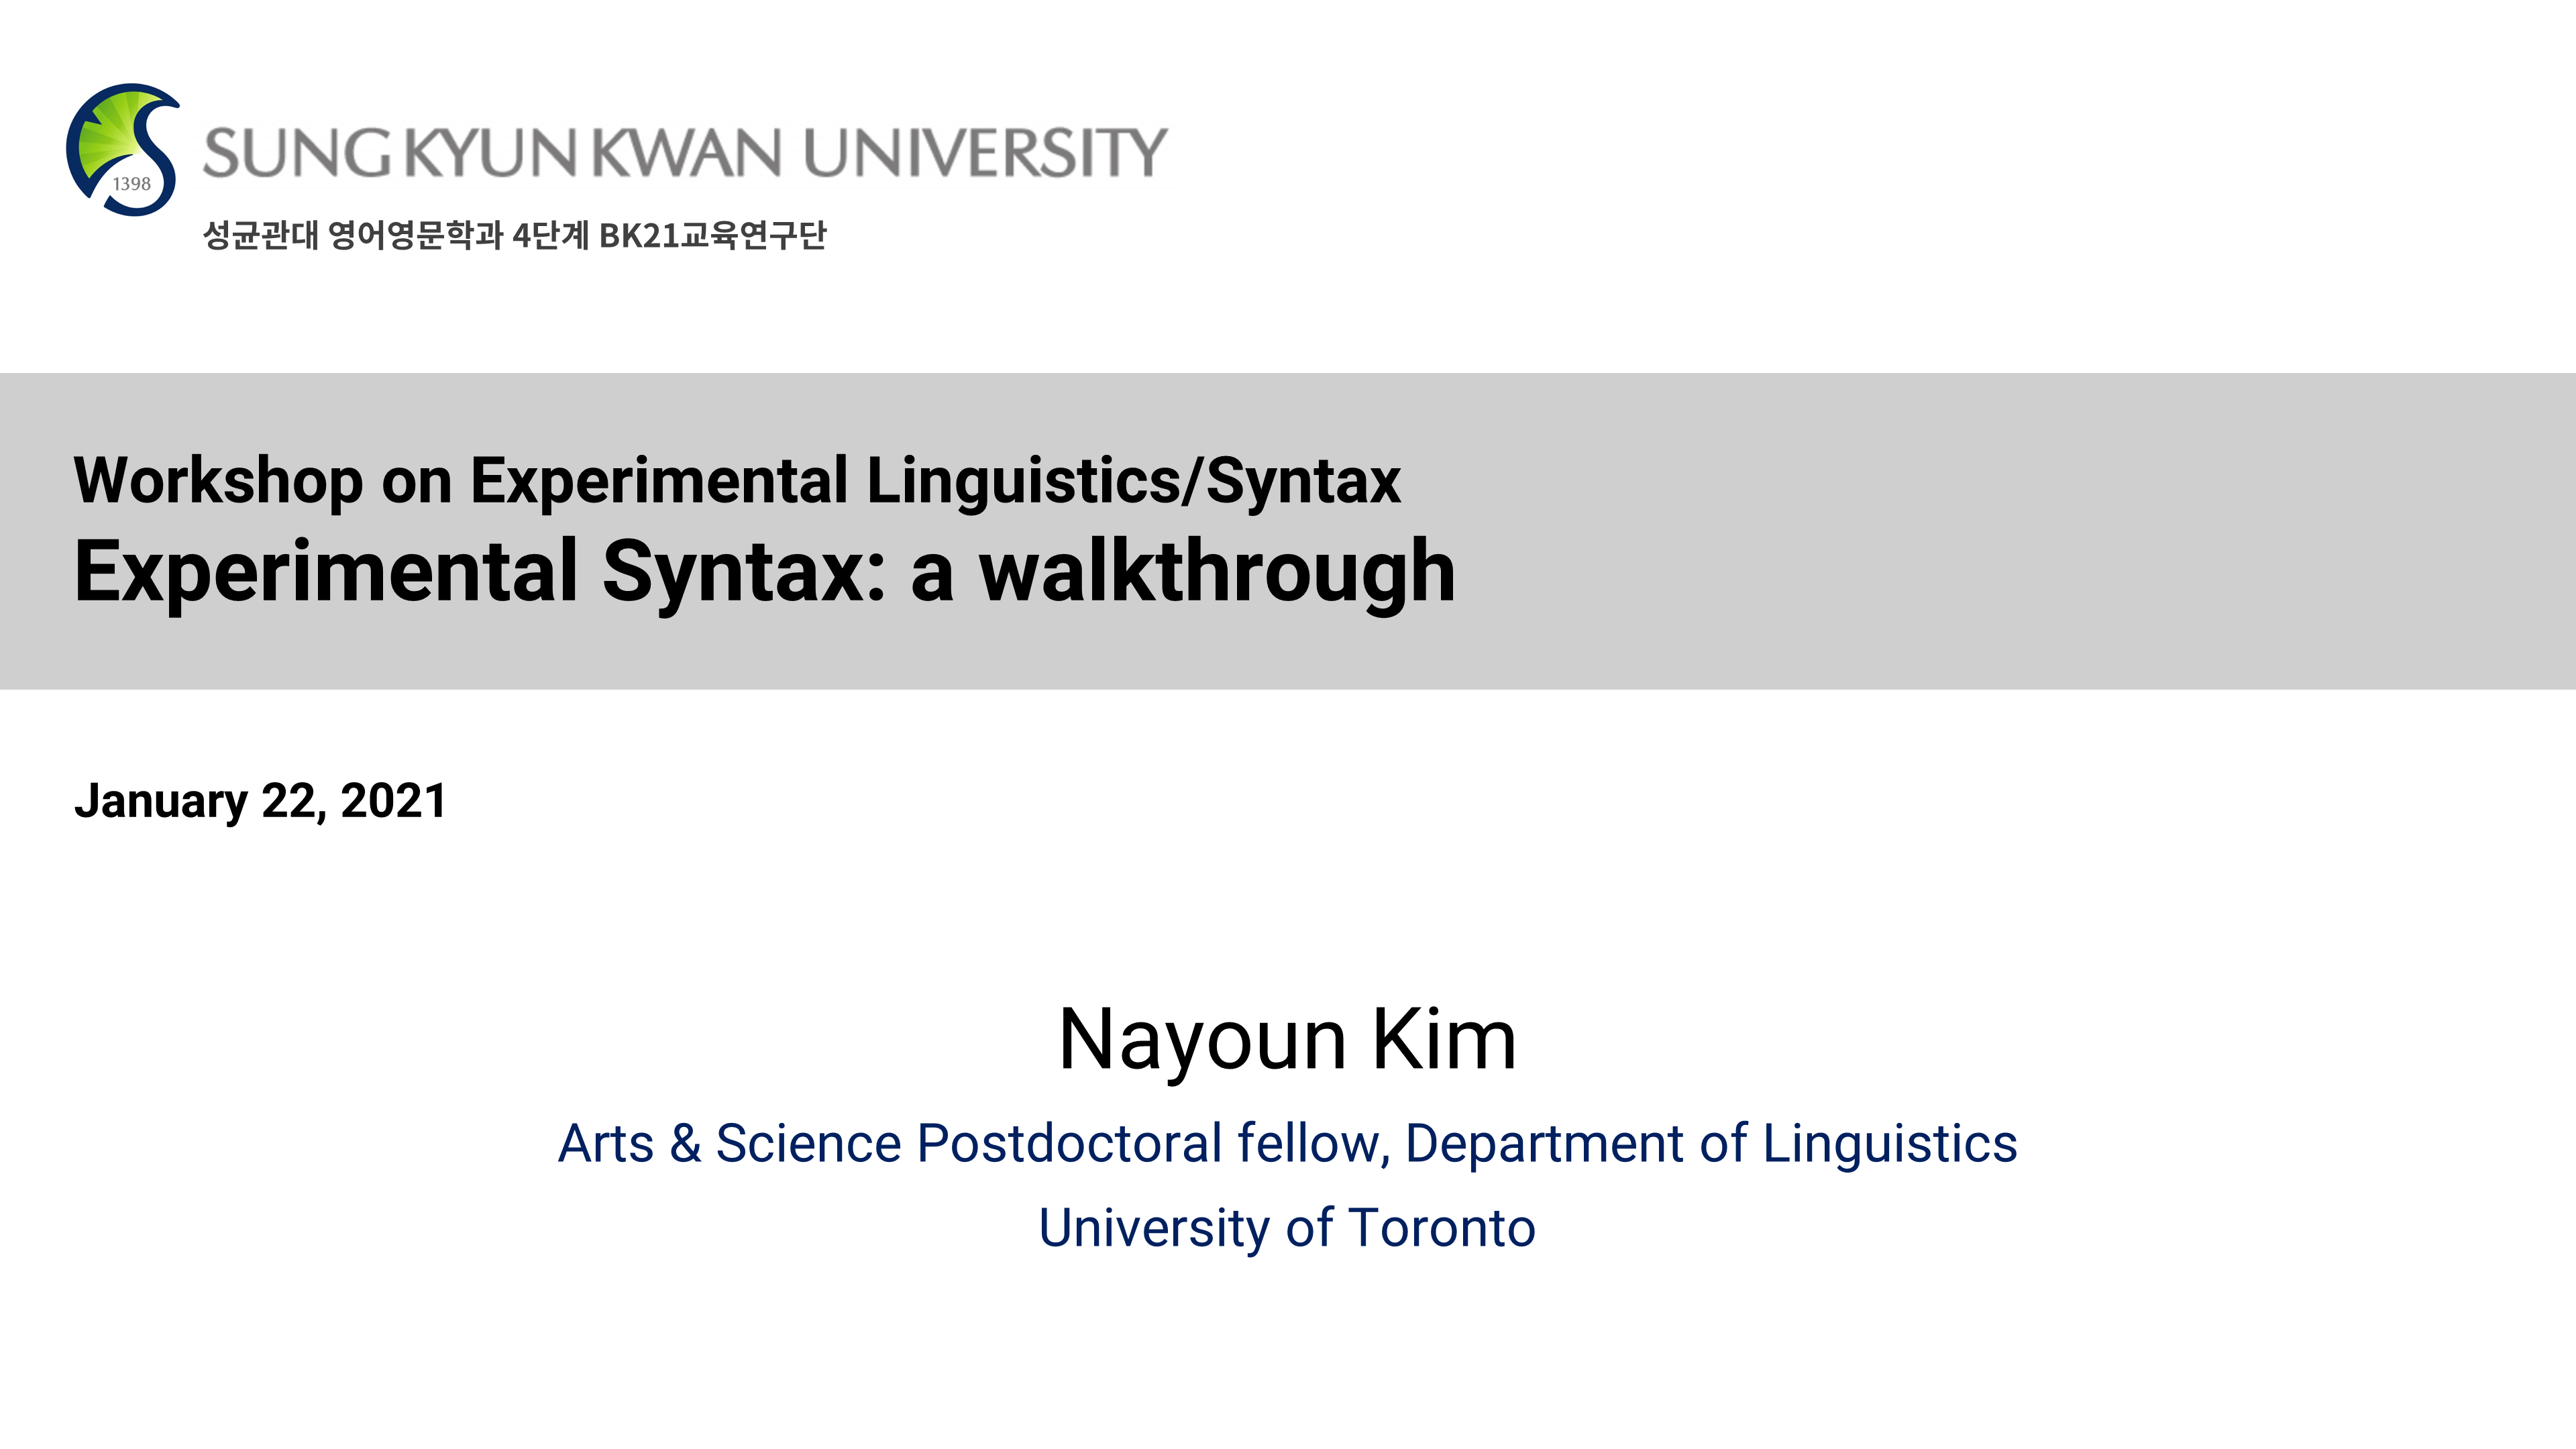 1398
SUNG KYUN KWAN UNIVERSITY
성균관대 영어영문학과 4단계 BK21교육연구단
Workshop on Experimental Linguistics/Syntax
Experimental Syntax: a walkthrough
January 22, 2021
Nayoun Kim
Arts & Science Postdoctoral fellow, Department of Linguistics
University of Toronto